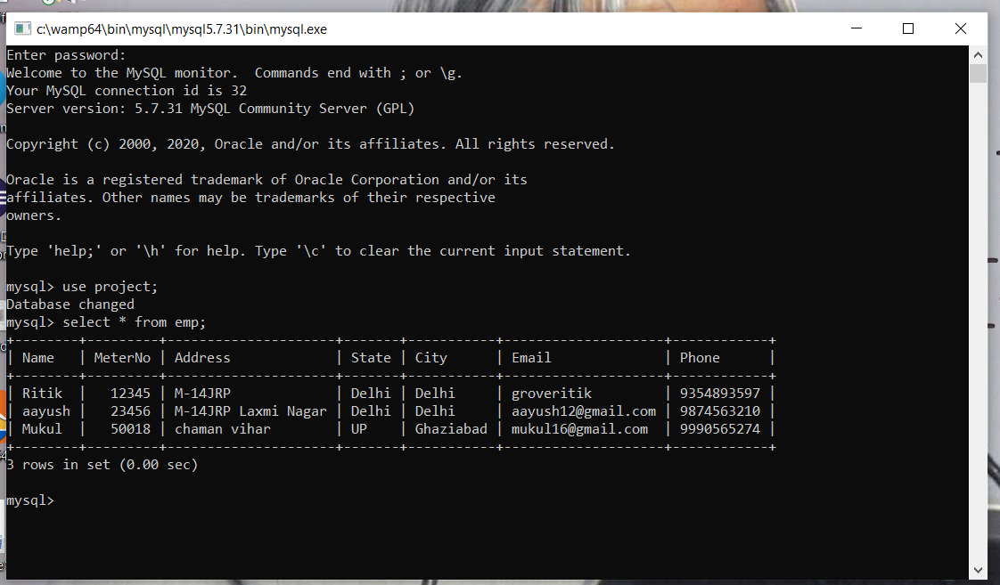 c:\wamp64\bin\mysql\mysql5.7.31\bin\mysql.exe
Enter password:
Welcome to the MySQL monitor.  Commands end with ; or \g.
Your MySQL connection id is 32
Server version: 5.7.31 MySQL Community Server (GPL)

Copyright (c) 2000, 2020, Oracle and/or its affiliates. All rights reserved.

Oracle is a registered trademark of Oracle Corporation and/or its
affiliates. Other names may be trademarks of their respective
owners.

Type 'help;' or '\h' for help. Type '\c' to clear the current input statement.

mysql> use project;
Database changed
mysql> select * from emp;
+--------+---------+---------------------+-------+-----------+--------------------+------------+
| Name   | MeterNo | Address             | State | City      | Email              | Phone      |
+--------+---------+---------------------+-------+-----------+--------------------+------------+
| Ritik  |   12345 | M-14JRP             | Delhi | Delhi     | groveritik         | 9354893597 |
| aayush |   23456 | M-14JRP Laxmi Nagar | Delhi | Delhi     | aayush12@gmail.com | 9874563210 |
| Mukul  |   50018 | chaman vihar        | UP    | Ghaziabad | mukul16@gmail.com  | 9990565274 |
+--------+---------+---------------------+-------+-----------+--------------------+------------+
3 rows in set (0.00 sec)

mysql>